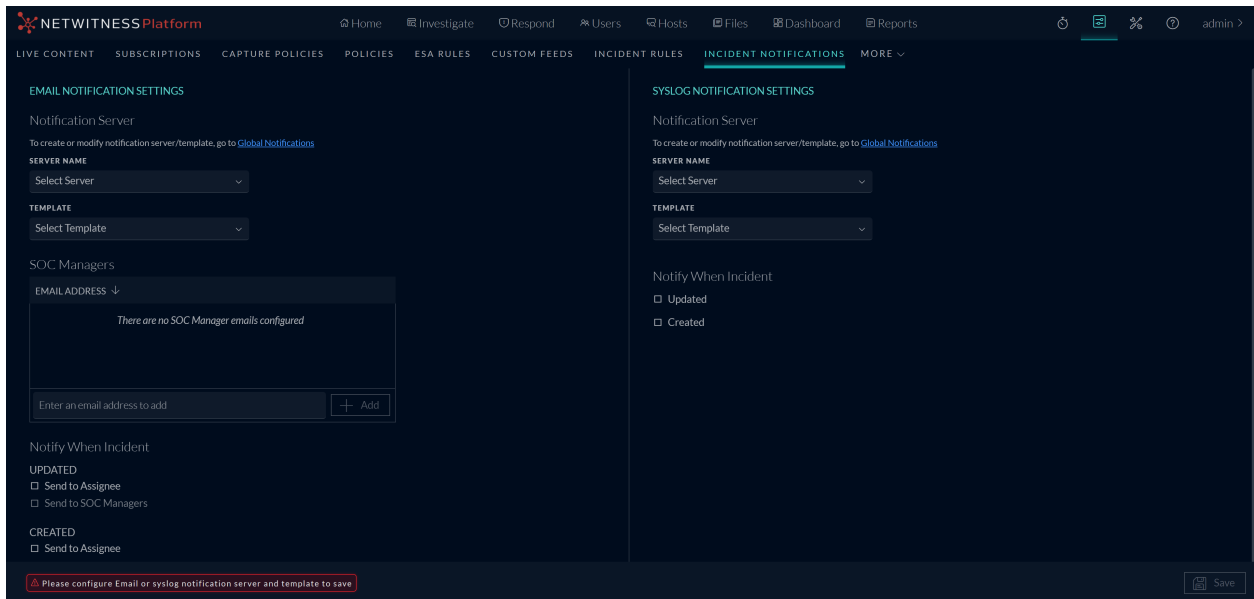 NETWITNESS Platform
Home Investigate Respond Users Hosts Files Dashboard Reports admin >
LIVE CONTENT SUBSCRIPTIONS CAPTURE POLICIES POLICIES ESA RULES CUSTOM FEEDS INCIDENT RULES INCIDENT NOTIFICATIONS MORE
EMAIL NOTIFICATION SETTINGS
Notification Server
To create or modify notification server/template, go to Global Notifications
SERVER NAME
Select Server
TEMPLATE
Select Template
SOC Managers
EMAIL ADDRESS ↓
There are no SOC Manager emails configured
Enter an email address to add
+ Add
Notify When Incident
UPDATED
Send to Assignee
Send to SOC Managers
CREATED
Send to Assignee
SYSLOG NOTIFICATION SETTINGS
Notification Server
To create or modify notification server/template, go to Global Notifications
SERVER NAME
Select Server
TEMPLATE
Select Template
Notify When Incident
Updated
Created
Please configure Email or syslog notification server and template to save
Save